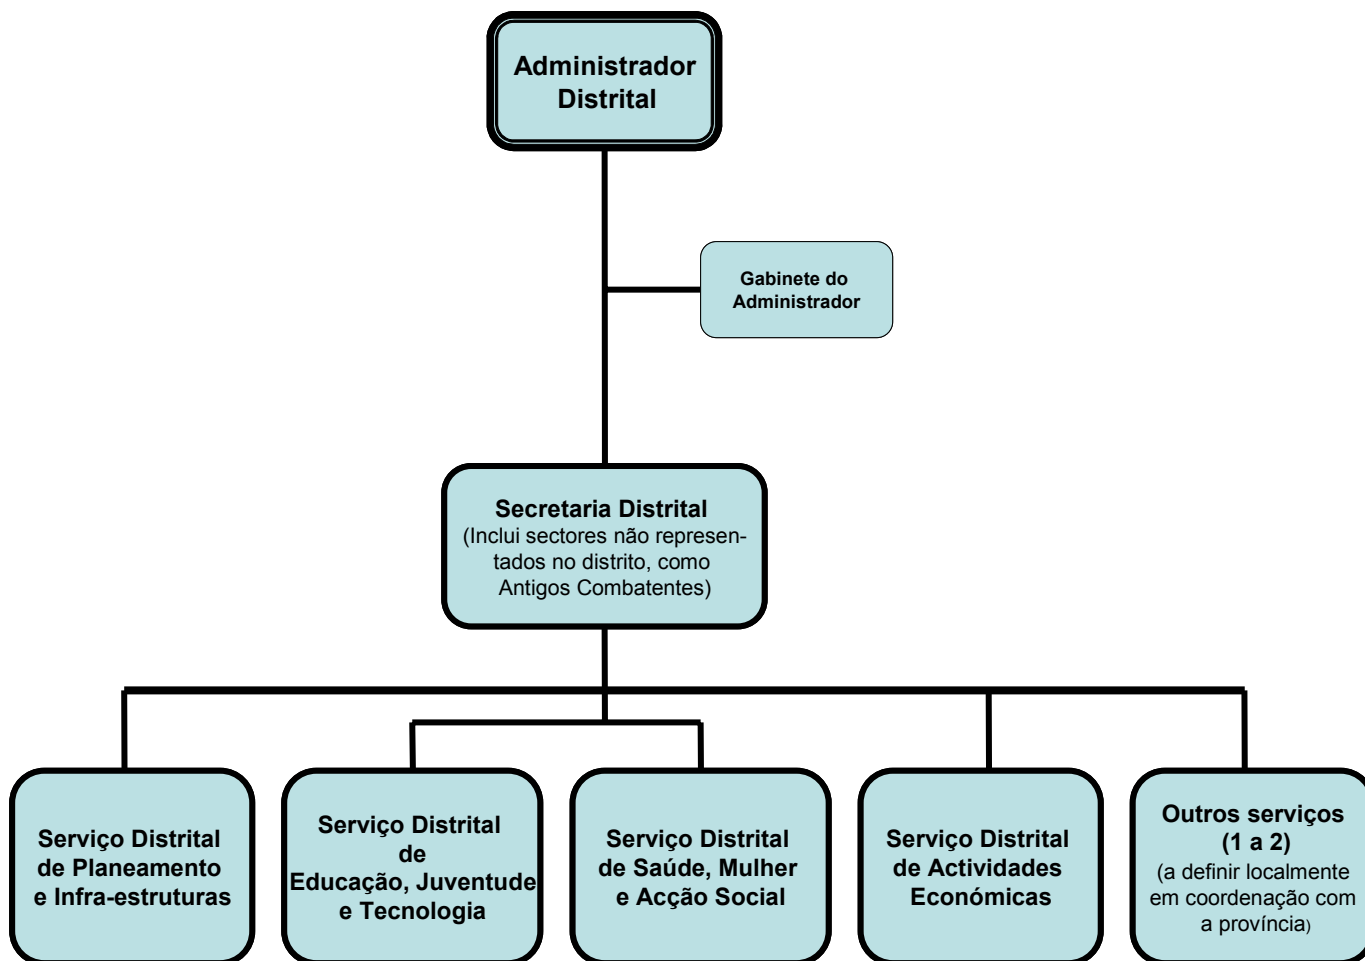 Administrador
Distrital
Gabinete do
Administrador
Secretaria Distrital
(Inclui sectores não represen-
tados no distrito, como
Antigos Combatentes)
Serviço Distrital
de Planeamento
e Infra-estruturas
Serviço Distrital
de
Educação, Juventude
e Tecnologia
Serviço Distrital
de Saúde, Mulher
e Acção Social
Serviço Distrital
de Actividades
Económicas
Outros serviços
(1 a 2)
(a definir localmente
em coordenação com
a província)